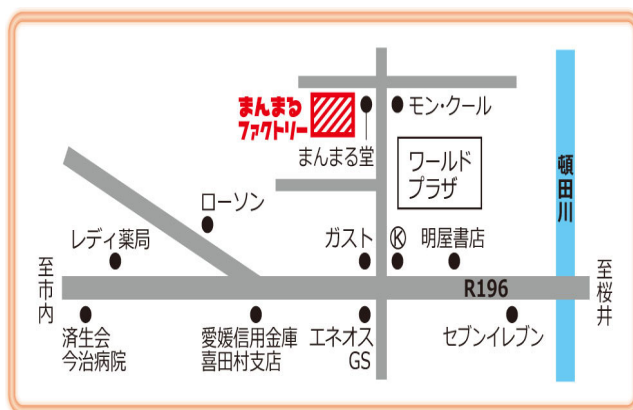 まんまる
ファクトリー
モン・クール
まんまる堂
ワールド
プラザ
頓田川
ローソン
レディ薬局
ガスト
Ⓚ
明屋書店
至市内
R196
至桜井
済生会
今治病院
愛媛信用金庫
喜田村支店
エネオス
GS
セブンイレブン